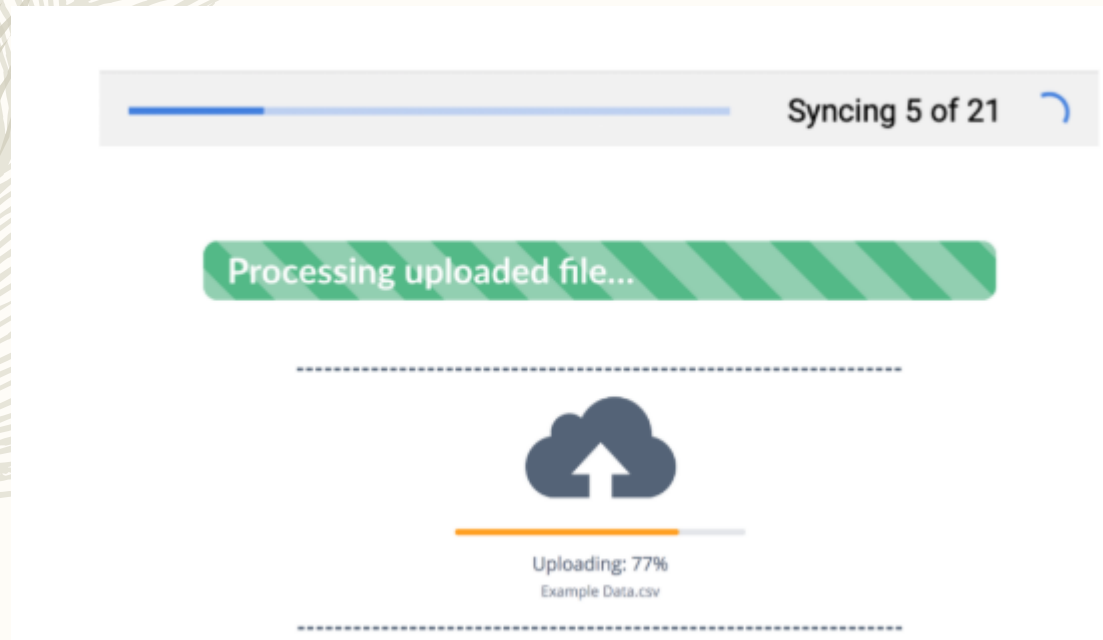 Syncing 5 of 21
Processing uploaded file...
Uploading: 77%
Example Data.csv